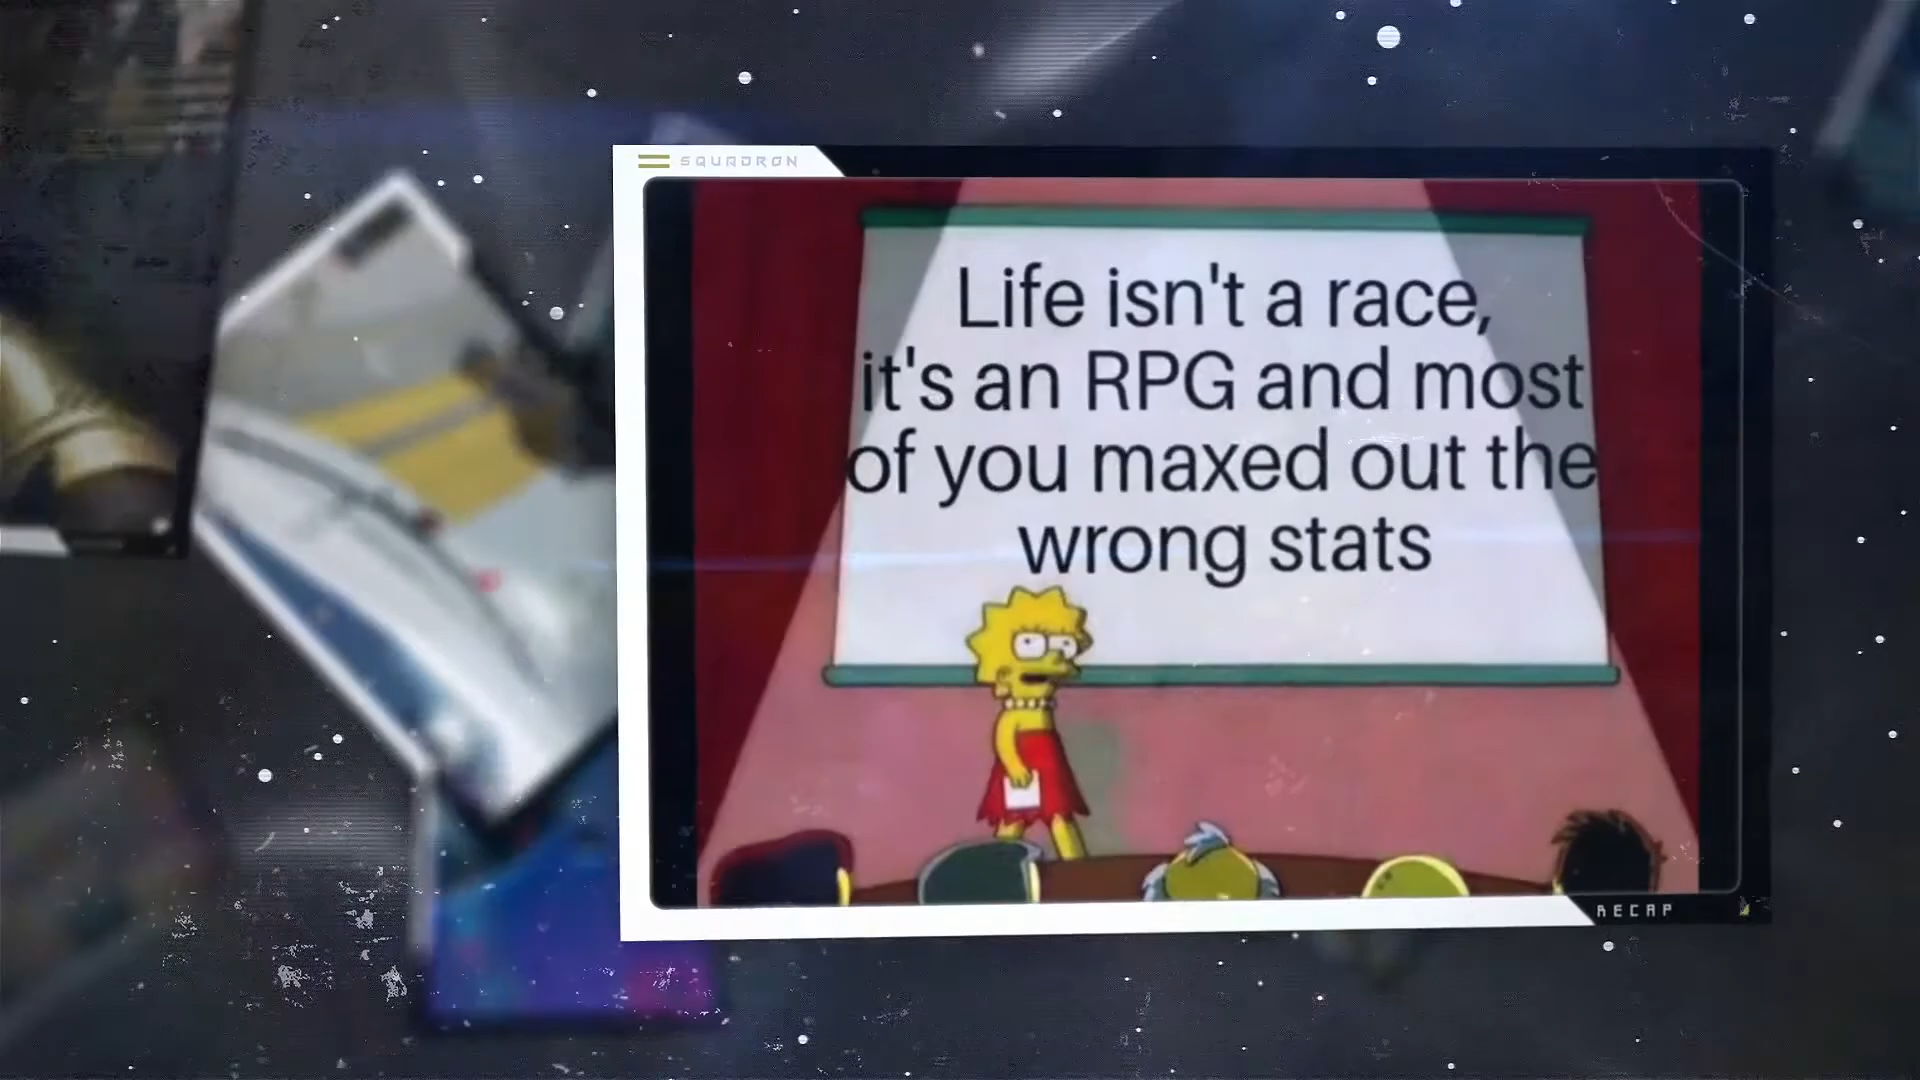 SQUADRON
Life isn't a race,
it's an RPG and most
of you maxed out the
wrong stats
RECAP